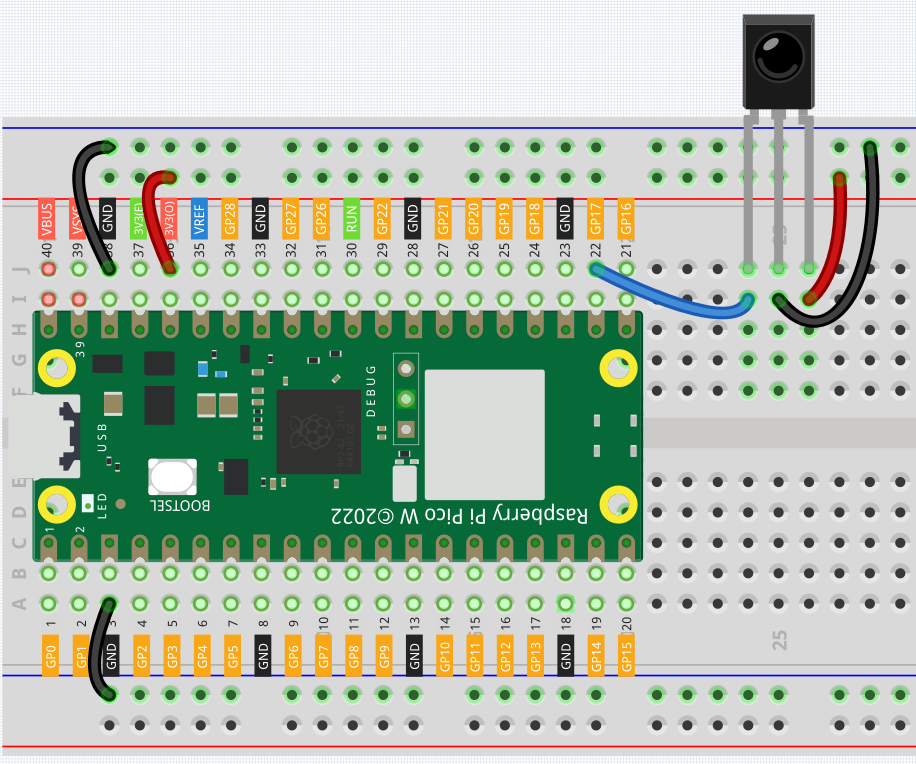 VBUS VSYS GND 3V3(E) 3V3(O) VREF GP28 GND GP27 GP26 RUN GP22 GND GP21 GP20 GP19 GP18 GND GP17 GP16
40 39 38 37 36 35 34 33 32 31 30 29 28 27 26 25 24 23 22 21
J
I
H
G
F
39
DEBUG
USB
LED
BOOTSEL
Raspberry Pi Pico W ©2022
1
2
E
D
C
B
A
1 2 3 4 5 6 7 8 9 10 11 12 13 14 15 16 17 18 19 20
GP0 GP1 GND GP2 GP3 GP4 GP5 GND GP6 GP7 GP8 GP9 GND GP10 GP11 GP12 GP13 GND GP14 GP15
25